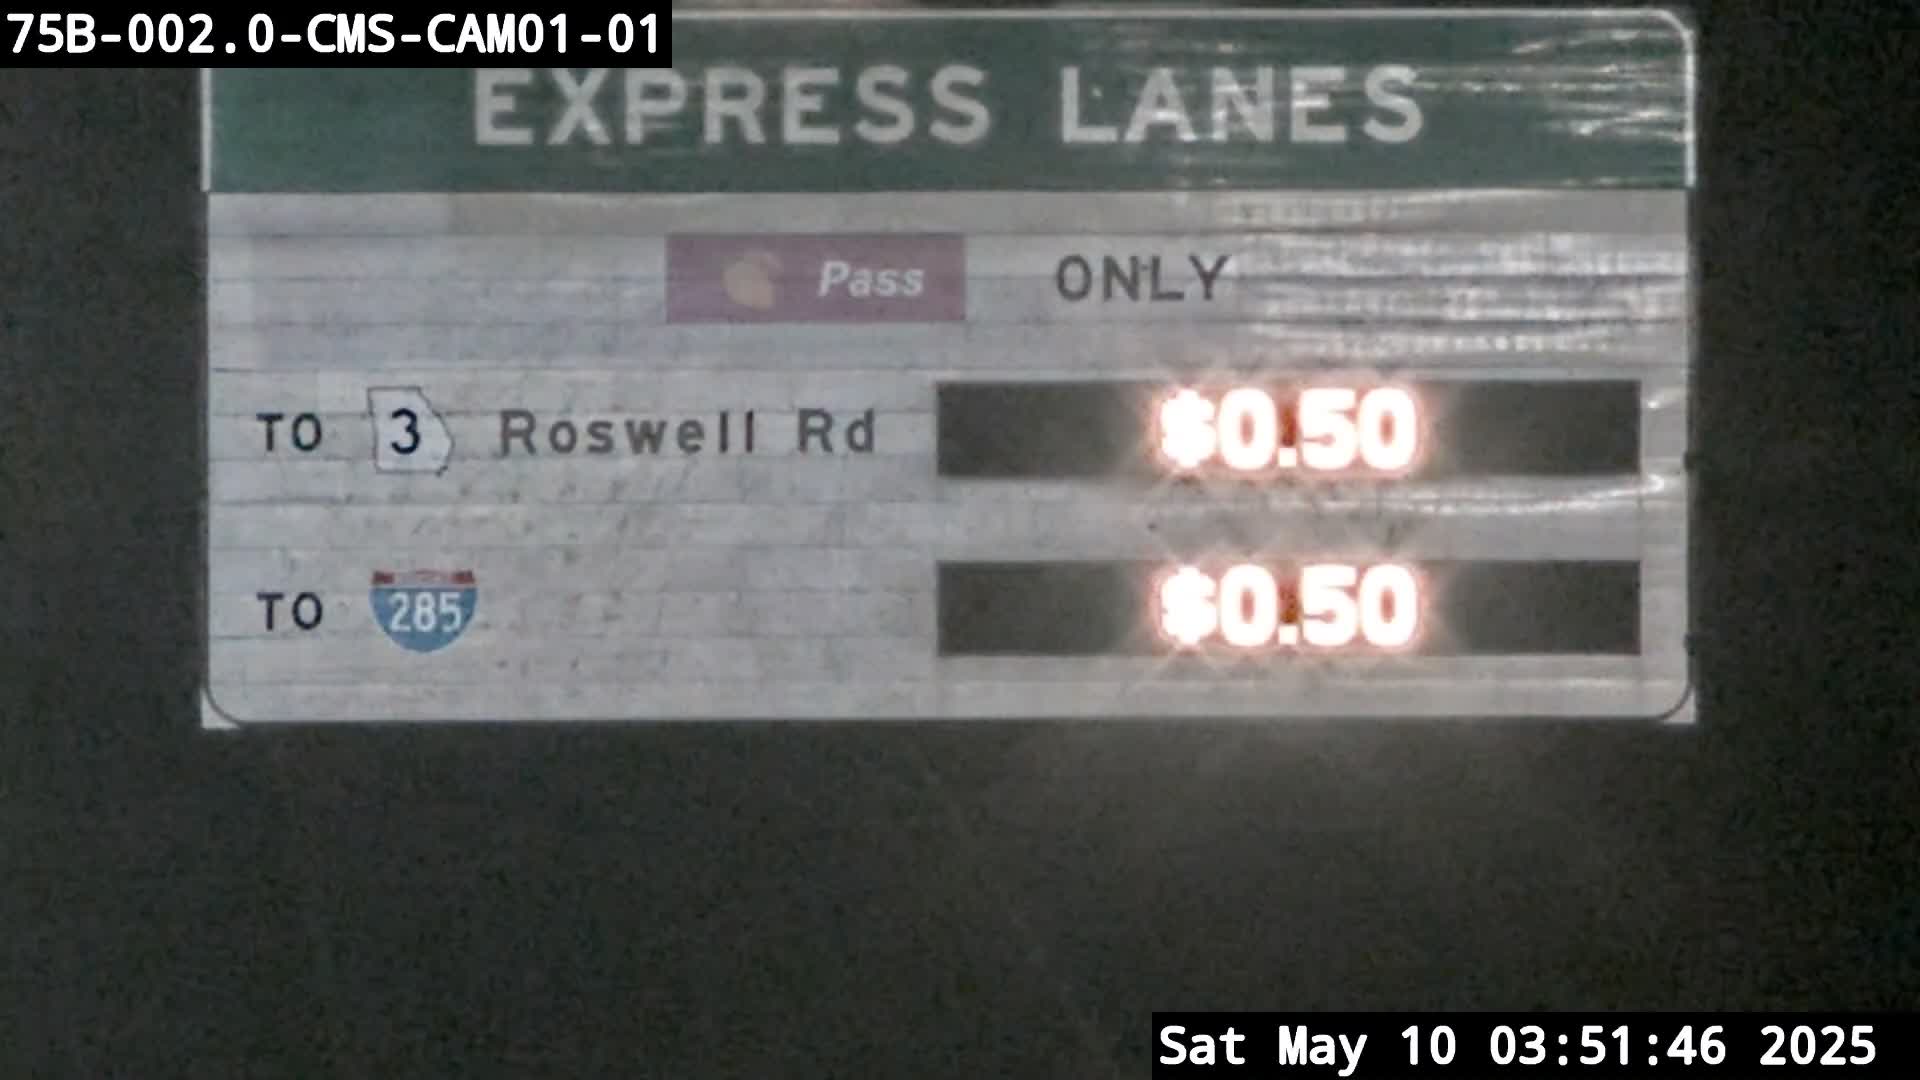 75B-002.0-CMS-CAM01-01
EXPRESS LANES
Pass ONLY
TO 3 Roswell Rd $0.50
TO 285 $0.50
Sat May 10 03:51:46 2025